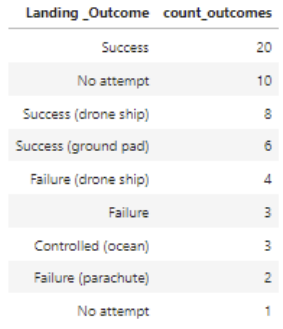 Landing _Outcome count_outcomes
Success 20
No attempt 10
Success (drone ship) 8
Success (ground pad) 6
Failure (drone ship) 4
Failure 3
Controlled (ocean) 3
Failure (parachute) 2
No attempt 1